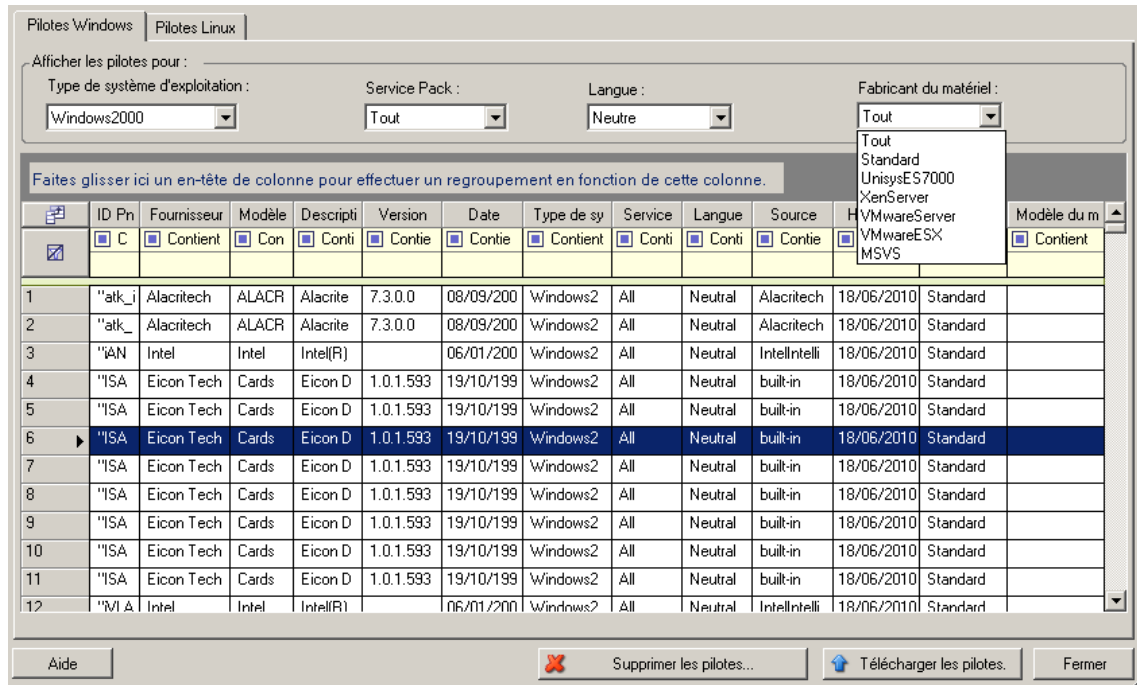 Pilotes Windows Pilotes Linux
Afficher les pilotes pour :
Type de système d'exploitation : Service Pack : Langue : Fabricant du matériel :
Windows2000 Tout Neutre Tout
Tout
Standard
UnisysES7000
XenServer
VMwareServer
VMwareESX
MSVS
Faites glisser ici un en-tête de colonne pour effectuer un regroupement en fonction de cette colonne.
ID Pn Fournisseur Modèle Descripti Version Date Type de sy Service Langue Source H Modèle du m
C Contient Con Conti Contie Contie Contient Conti Conti Contie Contient
1 "atk_i Alacritech ALACR Alacrite 7.3.0.0 08/09/200 Windows2 All Neutral Alacritech 18/06/2010 Standard
2 "atk_ Alacritech ALACR Alacrite 7.3.0.0 08/09/200 Windows2 All Neutral Alacritech 18/06/2010 Standard
3 "iAN Intel Intel Intel(R) 06/01/200 Windows2 All Neutral IntelIntelli 18/06/2010 Standard
4 "ISA Eicon Tech Cards Eicon D 1.0.1.593 19/10/199 Windows2 All Neutral built-in 18/06/2010 Standard
5 "ISA Eicon Tech Cards Eicon D 1.0.1.593 19/10/199 Windows2 All Neutral built-in 18/06/2010 Standard
6 "ISA Eicon Tech Cards Eicon D 1.0.1.593 19/10/199 Windows2 All Neutral built-in 18/06/2010 Standard
7 "ISA Eicon Tech Cards Eicon D 1.0.1.593 19/10/199 Windows2 All Neutral built-in 18/06/2010 Standard
8 "ISA Eicon Tech Cards Eicon D 1.0.1.593 19/10/199 Windows2 All Neutral built-in 18/06/2010 Standard
9 "ISA Eicon Tech Cards Eicon D 1.0.1.593 19/10/199 Windows2 All Neutral built-in 18/06/2010 Standard
10 "ISA Eicon Tech Cards Eicon D 1.0.1.593 19/10/199 Windows2 All Neutral built-in 18/06/2010 Standard
11 "ISA Eicon Tech Cards Eicon D 1.0.1.593 19/10/199 Windows2 All Neutral built-in 18/06/2010 Standard
12 Intel Intel Intel(R) 06/01/200 Windows2 All Neutral IntelIntelli 18/06/2010 Standard
Aide Supprimer les pilotes... Télécharger les pilotes. Fermer